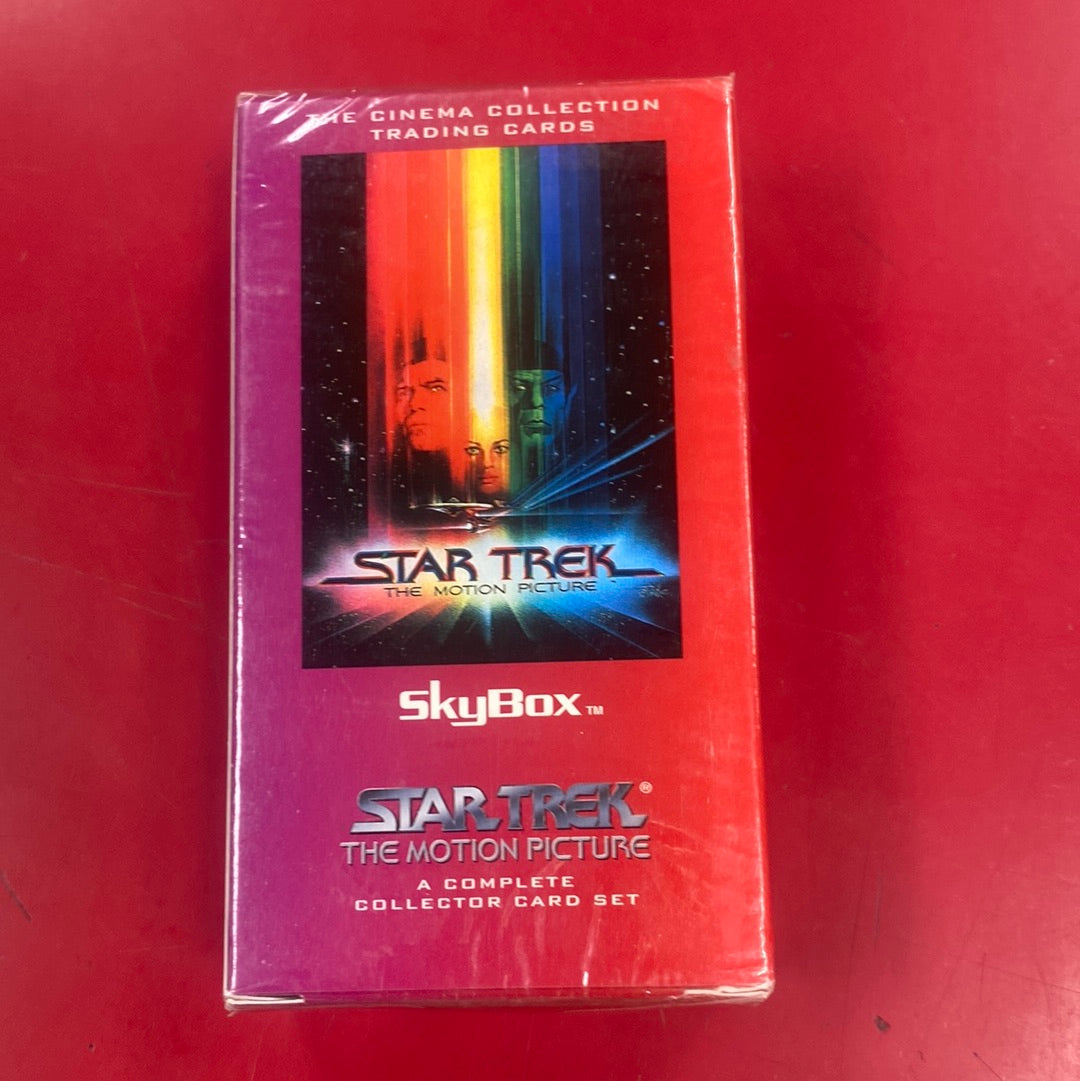 THE CINEMA COLLECTION
TRADING CARDS
STAR TREK
THE MOTION PICTURE
SkyBox TM
STAR TREK®
THE MOTION PICTURE
A COMPLETE
COLLECTOR CARD SET